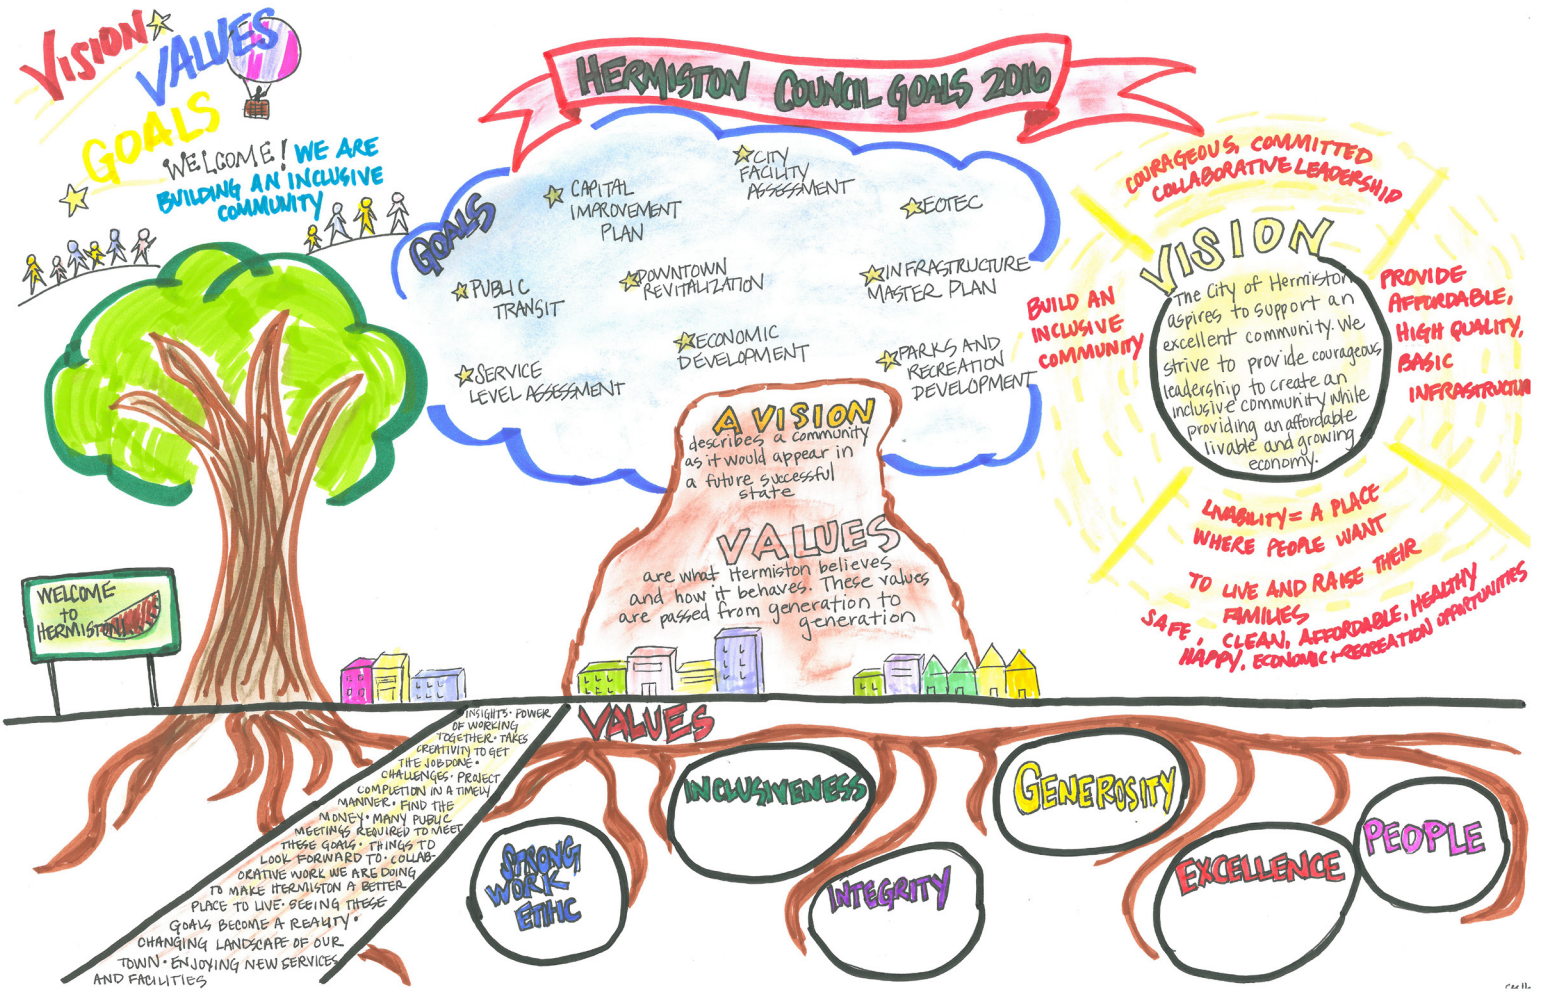 VISION
VALUES
GOALS
WELCOME! WE ARE
BUILDING AN INCLUSIVE
COMMUNITY
HERMISTON COUNCIL GOALS 2016
GOALS
CAPITAL
IMPROVEMENT
PLAN
CITY
FACILITY
ASSESSMENT
EOTEC
PUBLIC
TRANSIT
DOWNTOWN
REVITALIZATION
INFRASTRUCTURE
MASTER PLAN
SERVICE
LEVEL ASSESSMENT
ECONOMIC
DEVELOPMENT
PARKS AND
RECREATION
DEVELOPMENT
A VISION
describes a community
as it would appear in
a future successful
state
VALUES
are what Hermiston believes
and how it behaves. These values
are passed from generation to
generation
COURAGEOUS, COMMITTED
COLLABORATIVE LEADERSHIP
VISION
The City of Hermiston
aspires to support an
excellent community. We
strive to provide courageous
leadership to create an
inclusive community while
providing an affordable
livable and growing
economy.
BUILD AN
INCLUSIVE
COMMUNITY
PROVIDE
AFFORDABLE,
HIGH QUALITY,
BASIC
INFRASTRUCTUR
LIVABILITY = A PLACE
WHERE PEOPLE WANT
TO LIVE AND RAISE THEIR
FAMILIES
SAFE, CLEAN, AFFORDABLE, HEALTHY
HAPPY, ECONOMIC + RECREATION OPPORTUNITIES
WELCOME
TO
HERMISTON
VALUES
INSIGHTS • POWER
OF WORKING
TOGETHER • TAKES
CREATIVITY TO GET
THE JOB DONE •
CHALLENGES • PROJECT
COMPLETION IN A TIMELY
MANNER • FIND THE
MONEY • MANY PUBLIC
MEETINGS REQUIRED TO MEET
THESE GOALS • THINGS TO
LOOK FORWARD TO • COLLAB-
ORATIVE WORK WE ARE DOING
TO MAKE HERMISTON A BETTER
PLACE TO LIVE • SEEING THESE
GOALS BECOME A REALITY •
CHANGING LANDSCAPE OF OUR
TOWN • ENJOYING NEW SERVICES
AND FACILITIES
STRONG
WORK
ETIHC
INCLUSIVENESS
INTEGRITY
GENEROSITY
EXCELLENCE
PEOPLE